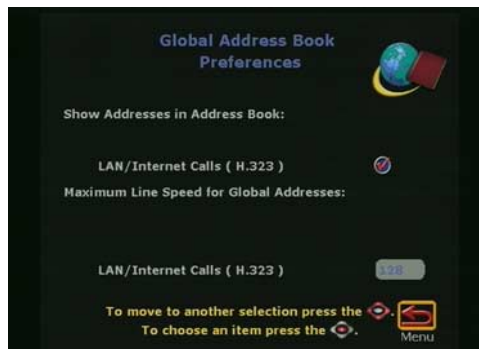 Global Address Book
Preferences
Show Addresses in Address Book:
LAN/Internet Calls ( H.323 )
Maximum Line Speed for Global Addresses:
LAN/Internet Calls ( H.323 )
128
To move to another selection press the .
To choose an item press the .
Menu